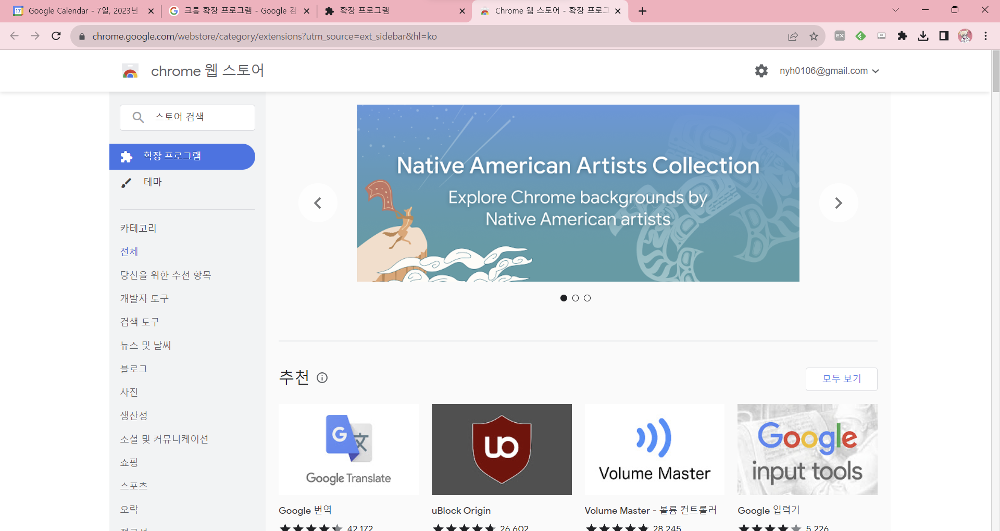 Google Calendar - 7일, 2023년
크롬 확장 프로그램 - Google 검
확장 프로그램
Chrome 웹 스토어 - 확장 프로그
chrome.google.com/webstore/category/extensions?utm_source=ext_sidebar&hl=ko
chrome 웹 스토어
nyh0106@gmail.com
스토어 검색
확장 프로그램
테마
카테고리
전체
당신을 위한 추천 항목
개발자 도구
검색 도구
뉴스 및 날씨
블로그
사진
생산성
소셜 및 커뮤니케이션
쇼핑
스포츠
오락
Native American Artists Collection
Explore Chrome backgrounds by
Native American artists
추천
모두 보기
Google Translate
uo
Volume Master
Google
input tools
Google 번역
uBlock Origin
Volume Master - 볼륨 컨트롤러
Google 입력기
42,172
26,602
28,245
5,226